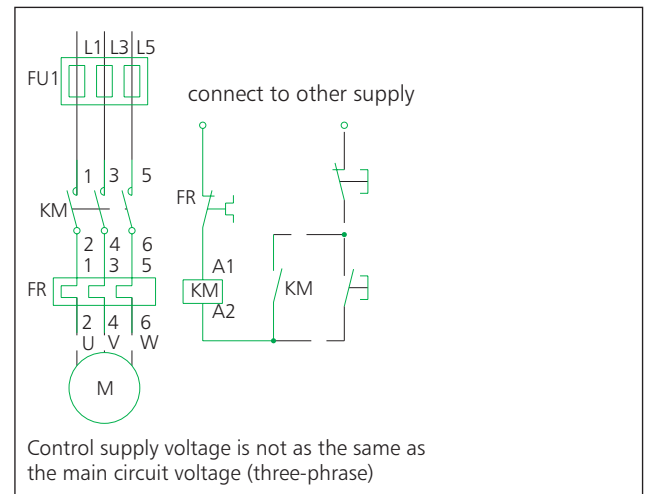 L1 L3 L5
FU1
connect to other supply
1 3 5
KM
FR
2 4 6
1 3 5
FR
A1
KM
KM
A2
2 4 6
U V W
M
Control supply voltage is not as the same as
the main circuit voltage (three-phrase)